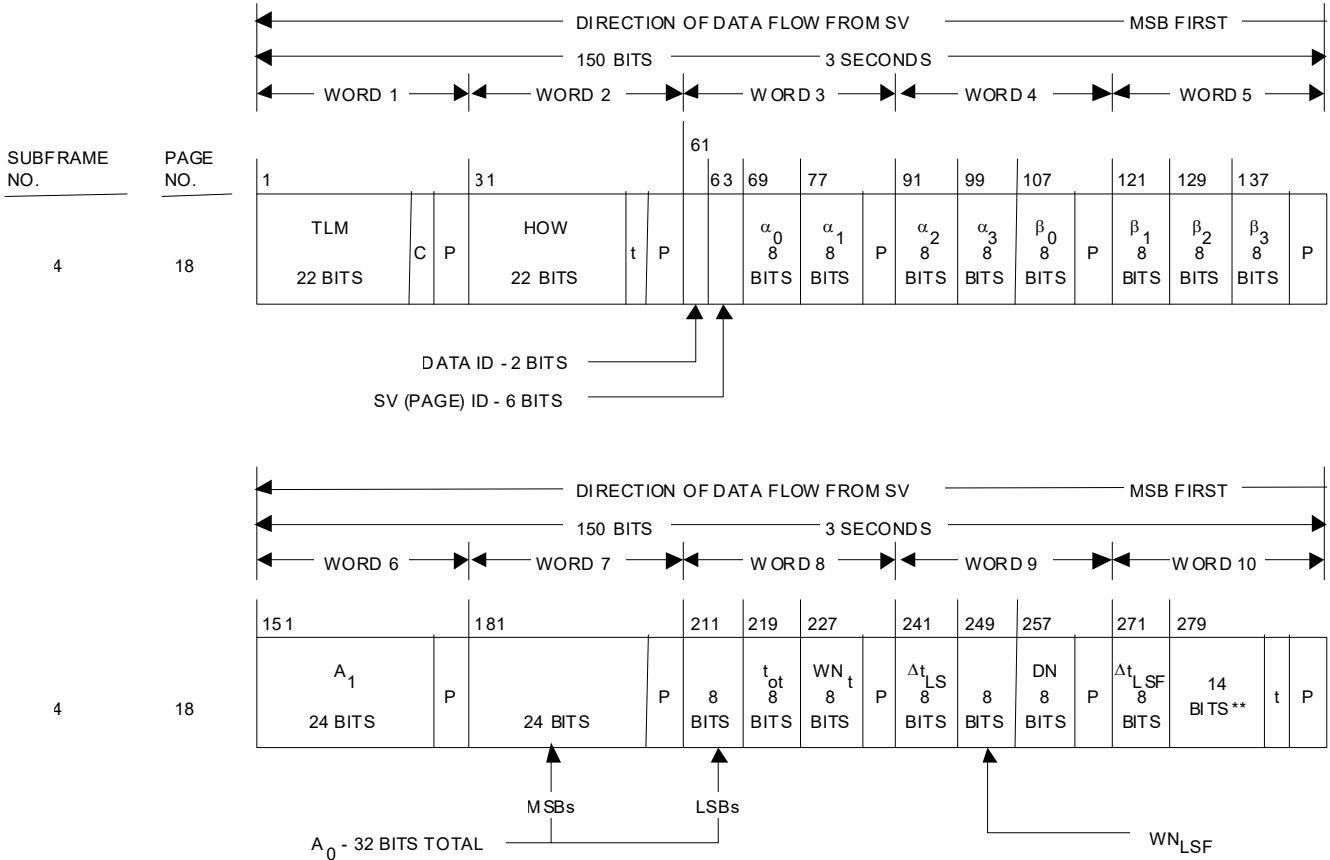 DIRECTION OF DATA FLOW FROM SV MSB FIRST
150 BITS 3 SECONDS
WORD 1 WORD 2 WORD 3 WORD 4 WORD 5
SUBFRAME NO. PAGE NO.
61
1 31 63 69 77 91 99 107 121 129 137
4 18
TLM 22 BITS C P HOW 22 BITS t P α0 8 BITS α1 8 BITS P α2 8 BITS α3 8 BITS β0 8 BITS P β1 8 BITS β2 8 BITS β3 8 BITS P
DATA ID - 2 BITS
SV (PAGE) ID - 6 BITS
DIRECTION OF DATA FLOW FROM SV MSB FIRST
150 BITS 3 SECONDS
WORD 6 WORD 7 WORD 8 WORD 9 WORD 10
151 181 211 219 227 241 249 257 271 279
4 18
A1 24 BITS P 24 BITS P 8 BITS tot 8 BITS WNt 8 BITS P ΔtLS 8 BITS 8 BITS DN 8 BITS P ΔtLSF 8 BITS 14 BITS** t P
MSBs LSBs
A0 - 32 BITS TOTAL
WNLSF